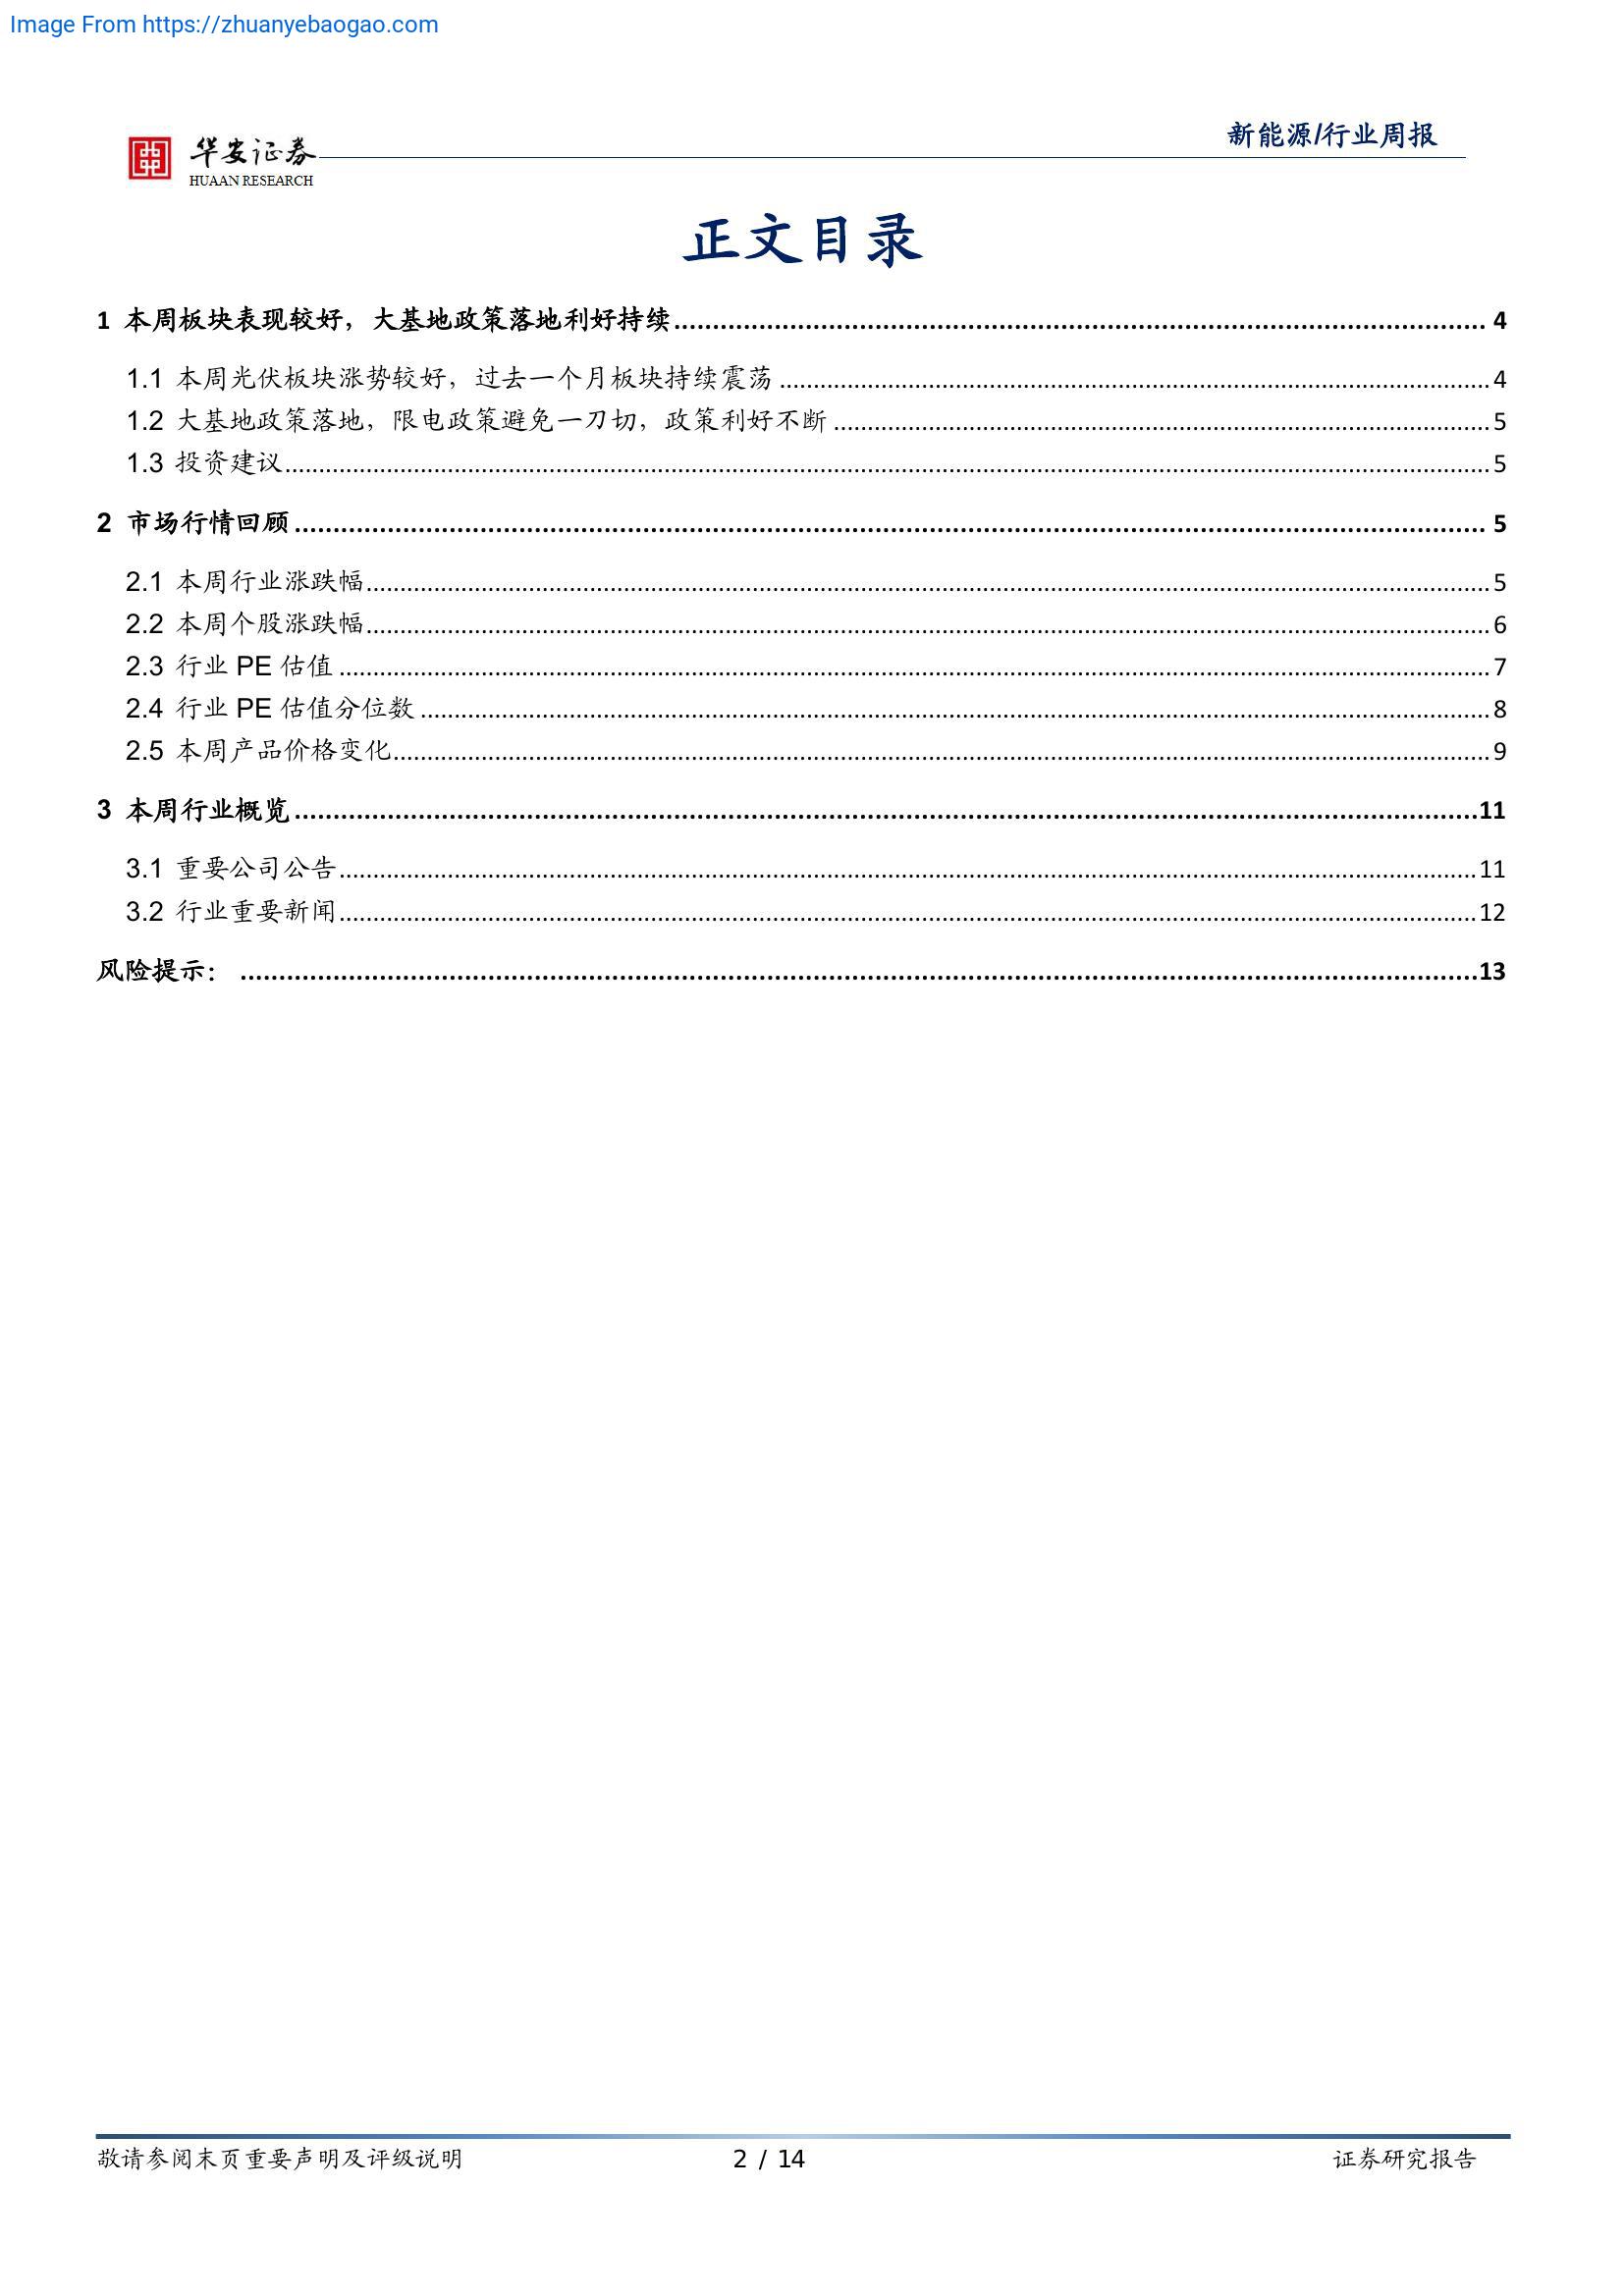 Image From https://zhuanyebaogao.com
华安证券
HUAAN RESEARCH
新能源/行业周报
正文目录
1 本周板块表现较好，大基地政策落地利好持续................ 4
1.1 本周光伏板块涨势较好，过去一个月板块持续震荡................ 4
1.2 大基地政策落地，限电政策避免一刀切，政策利好不断................ 5
1.3 投资建议................ 5
2 市场行情回顾................ 5
2.1 本周行业涨跌幅................ 5
2.2 本周个股涨跌幅................ 6
2.3 行业 PE 估值................ 7
2.4 行业 PE 估值分位数................ 8
2.5 本周产品价格变化................ 9
3 本周行业概览................ 11
3.1 重要公司公告................ 11
3.2 行业重要新闻................ 12
风险提示：................ 13
敬请参阅末页重要声明及评级说明
2 / 14
证券研究报告